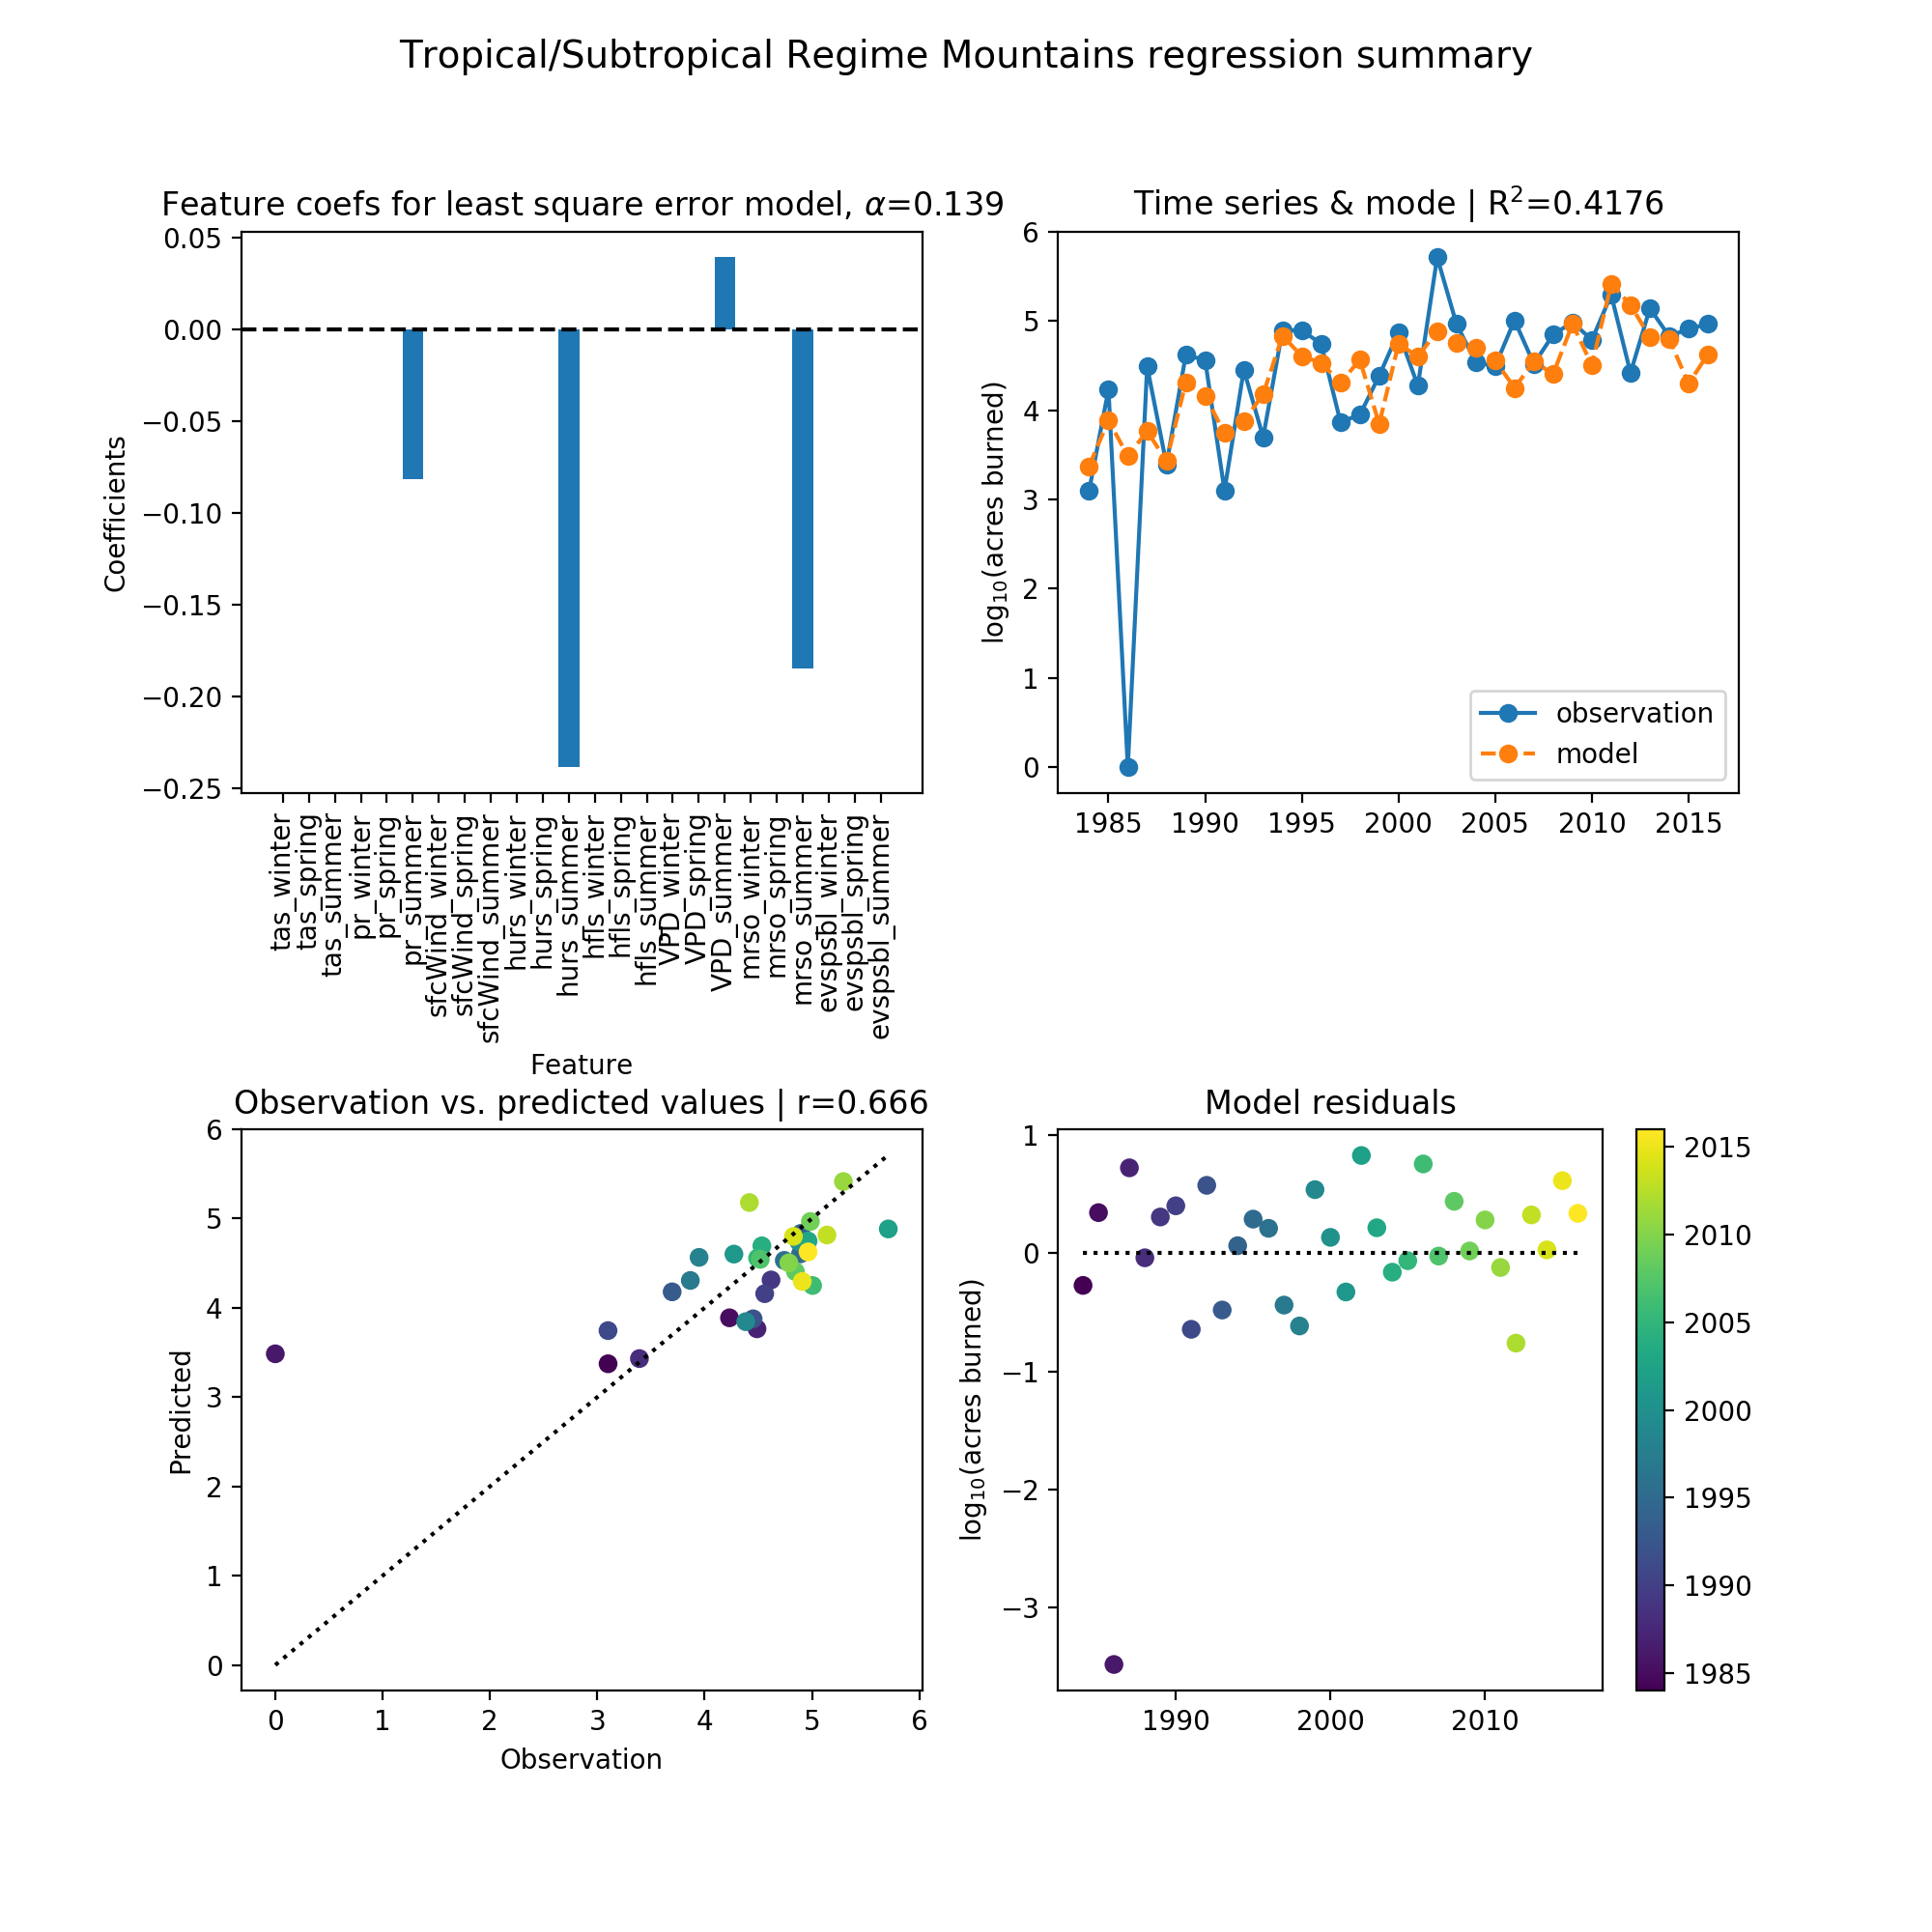 Tropical/Subtropical Regime Mountains regression summary
Feature coefs for least square error model, α=0.139
0.05
0.00
−0.05
−0.10
−0.15
−0.20
−0.25
Coefficients
tas_winter
tas_spring
tas_summer
pr_winter
pr_spring
pr_summer
sfcWind_winter
sfcWind_spring
sfcWind_summer
hurs_winter
hurs_spring
hurs_summer
hfls_winter
hfls_spring
hfls_summer
VPD_winter
VPD_spring
VPD_summer
mrso_winter
mrso_spring
mrso_summer
evspsbl_winter
evspsbl_spring
evspsbl_summer
Feature
Time series & mode | R²=0.4176
6
5
4
3
2
1
0
log₁₀(acres burned)
observation
model
1985 1990 1995 2000 2005 2010 2015
Observation vs. predicted values | r=0.666
6
5
4
3
2
1
0
Predicted
0 1 2 3 4 5 6
Observation
Model residuals
1
0
−1
−2
−3
log₁₀(acres burned)
1990 2000 2010
2015
2010
2005
2000
1995
1990
1985